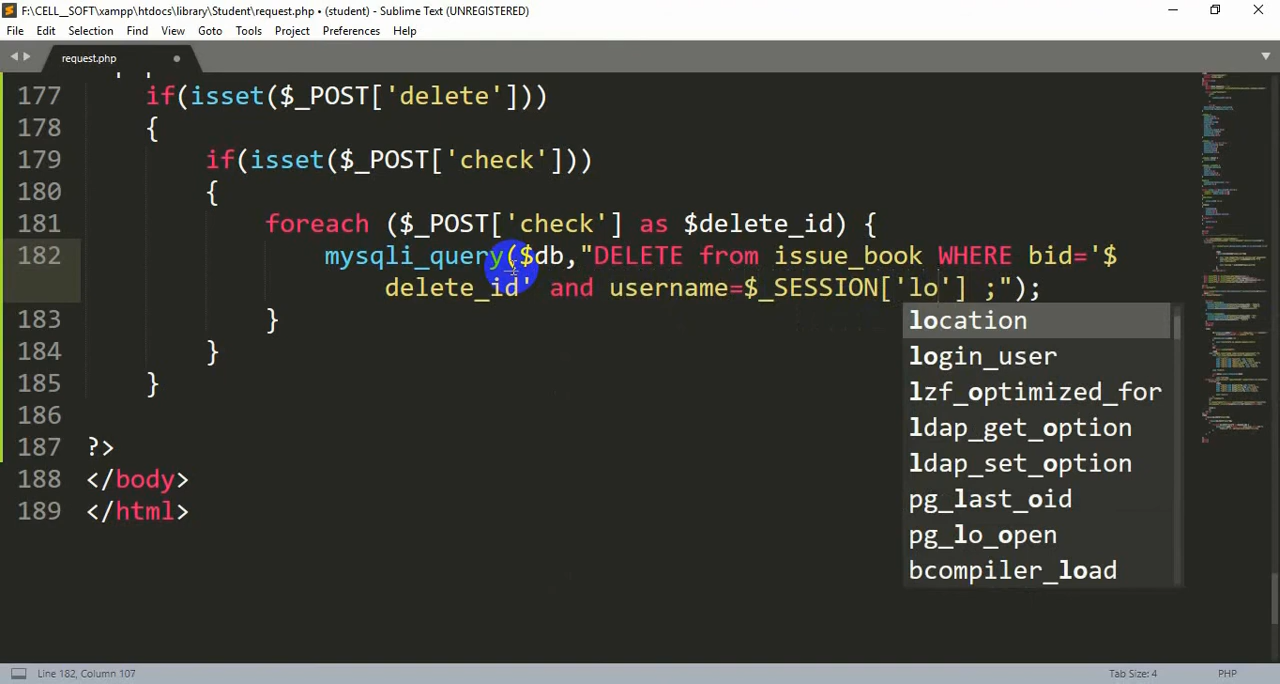 F:\CELL__SOFT\xampp\htdocs\library\Student\request.php • (student) - Sublime Text (UNREGISTERED)
File Edit Selection Find View Goto Tools Project Preferences Help
request.php
177 if(isset($_POST['delete']))
178 {
179 if(isset($_POST['check']))
180 {
181 foreach ($_POST['check'] as $delete_id) {
182 mysqli_query($db,"DELETE from issue_book WHERE bid='$
delete_id' and username=$_SESSION['lo'] ;");
183 }
location
184 }
login_user
185 }
lzf_optimized_for
186
ldap_get_option
187 ?>
ldap_set_option
188 </body>
pg_last_oid
189 </html>
pg_lo_open
bcompiler_load
Line 182, Column 107
Tab Size: 4
PHP